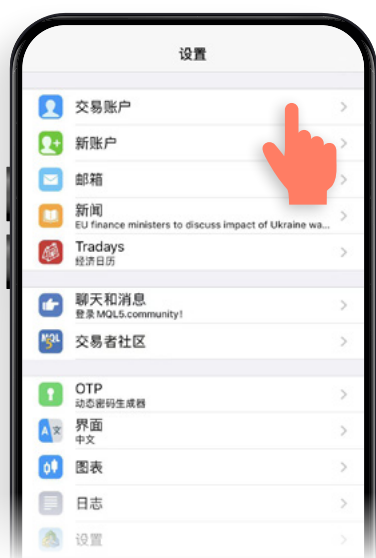 设置
交易账户
新账户
邮箱
新闻
EU finance ministers to discuss impact of Ukraine wa...
Tradays
经济日历
聊天和消息
登录 MQL5.community!
MQL5
交易者社区
OTP
动态密码生成器
A 文
界面
中文
图表
日志
设置